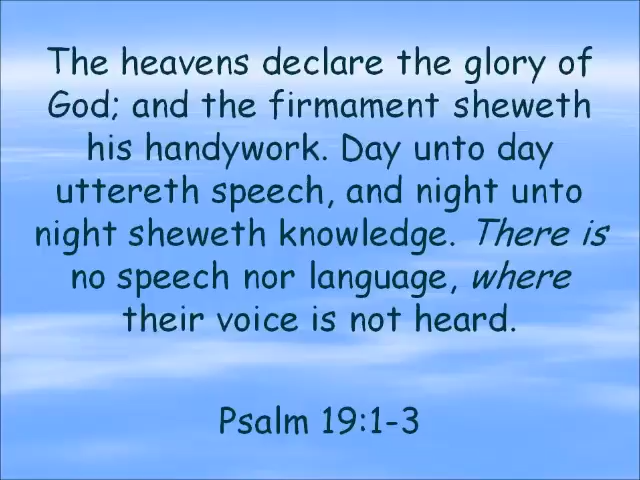 The heavens declare the glory of
God; and the firmament sheweth
his handywork. Day unto day
uttereth speech, and night unto
night sheweth knowledge. There is
no speech nor language, where
their voice is not heard.
Psalm 19:1-3